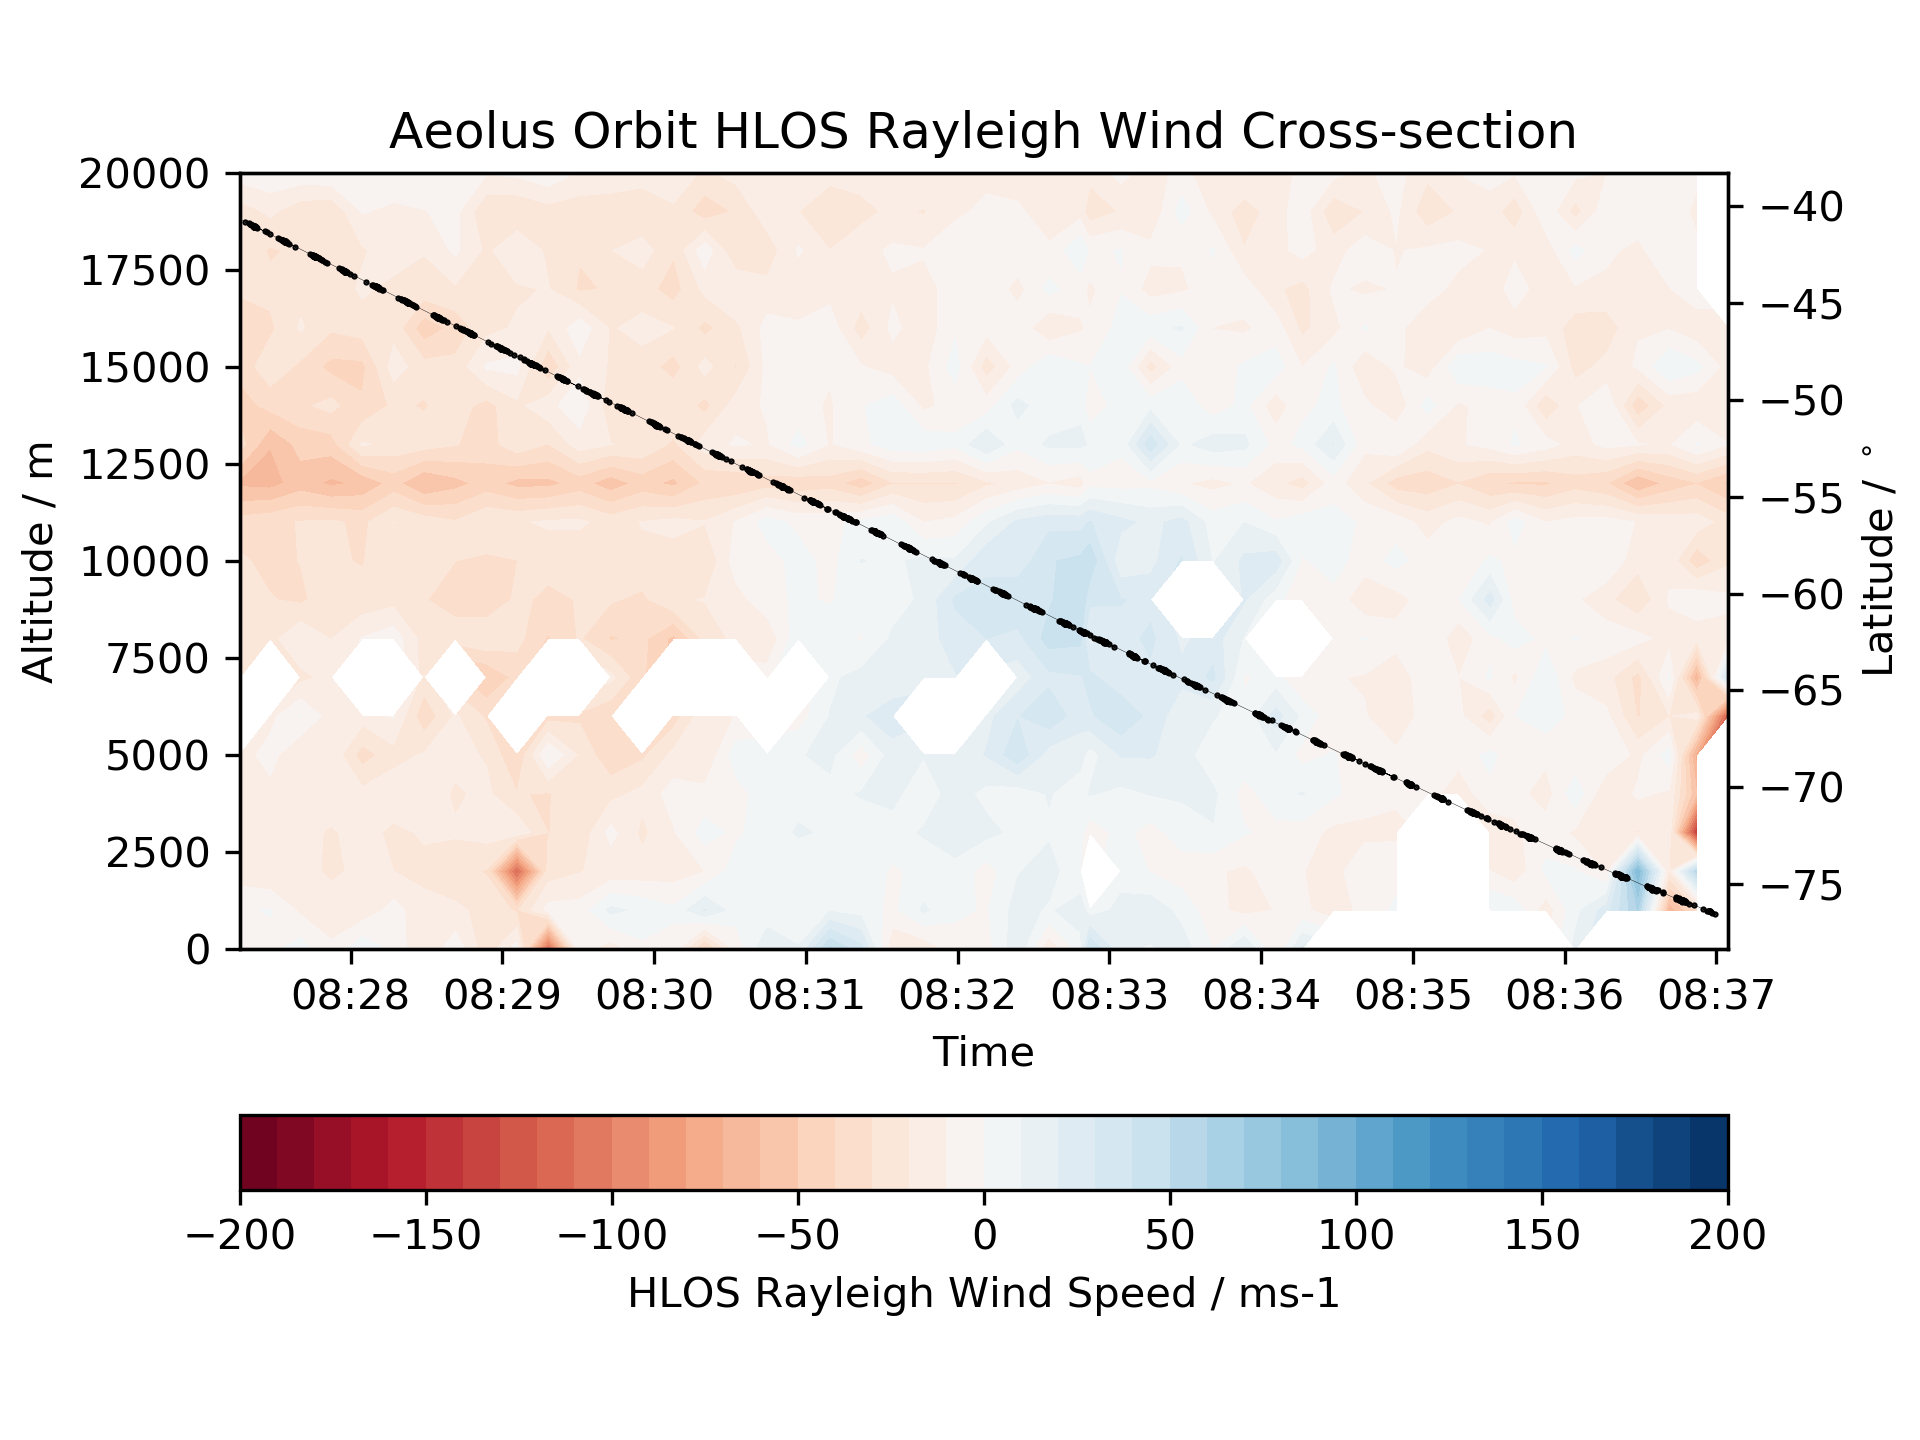 Aeolus Orbit HLOS Rayleigh Wind Cross-section
20000
17500
15000
12500
10000
7500
5000
2500
0
Altitude / m
−40
−45
−50
−55
−60
−65
−70
−75
Latitude / °
08:28 08:29 08:30 08:31 08:32 08:33 08:34 08:35 08:36 08:37
Time
−200 −150 −100 −50 0 50 100 150 200
HLOS Rayleigh Wind Speed / ms-1